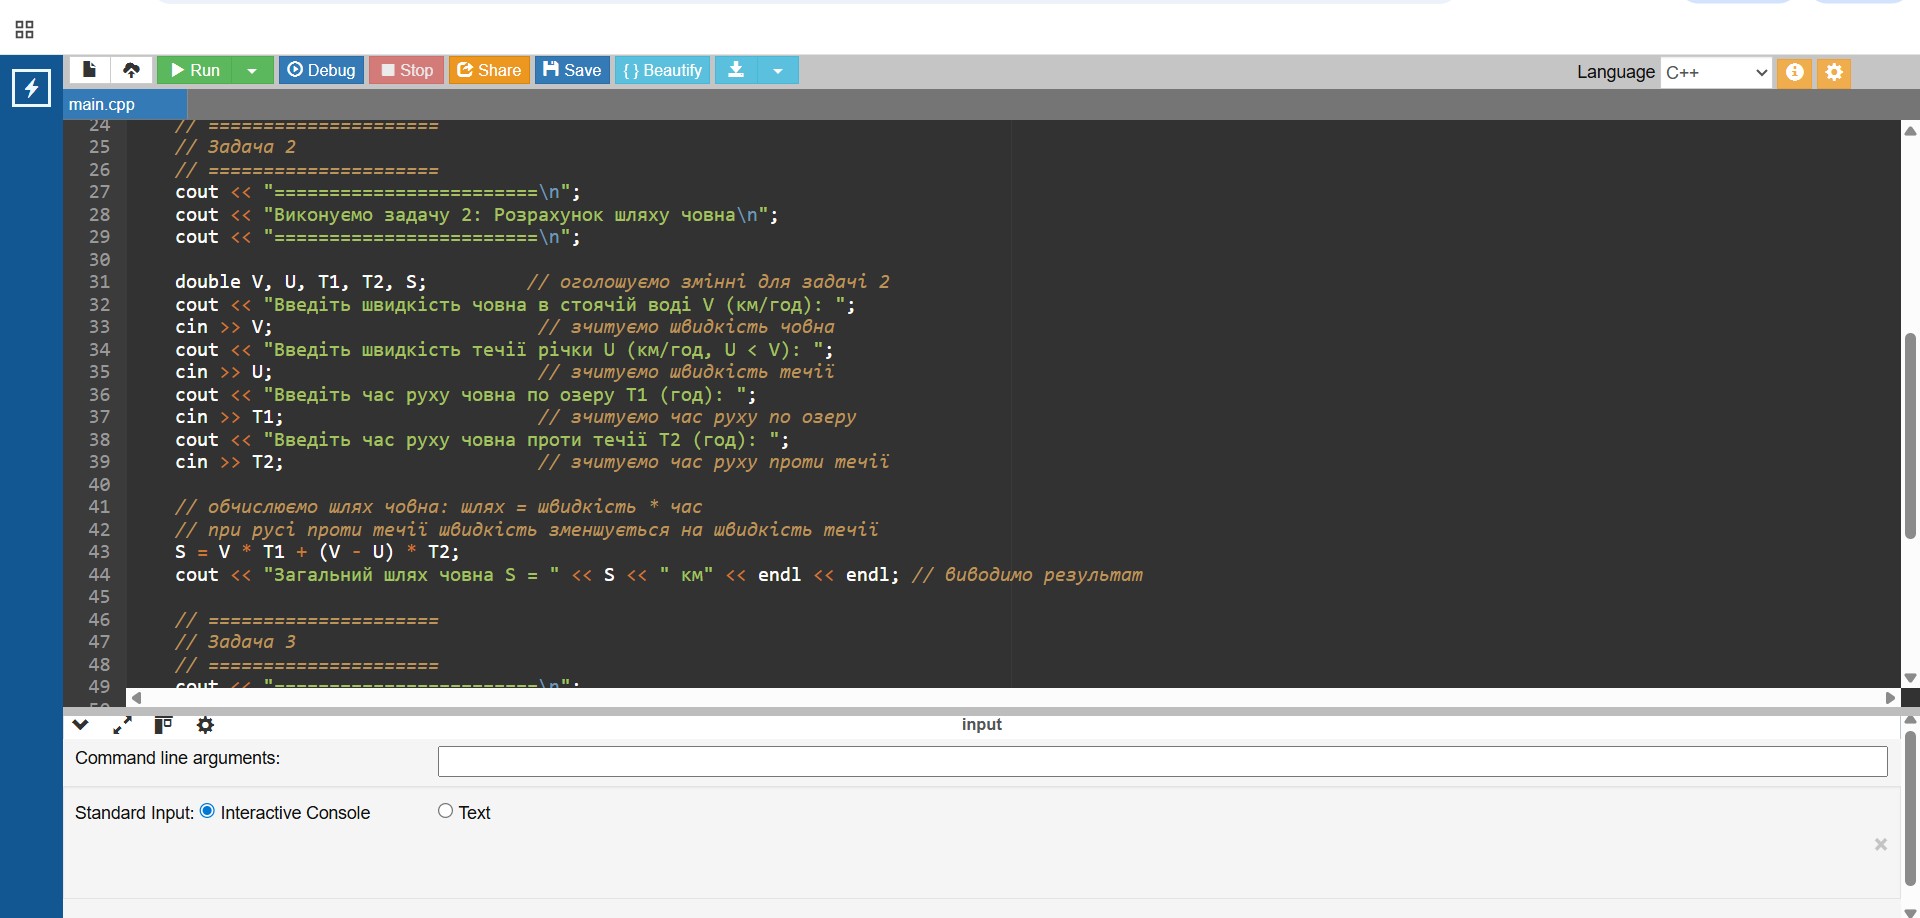 Run
Debug
Stop
Share
Save
{ } Beautify
Language C++
main.cpp
24 // =====================
25 // Задача 2
26 // =====================
27 cout << "========================\n";
28 cout << "Виконуємо задачу 2: Розрахунок шляху човна\n";
29 cout << "========================\n";
30
31 double V, U, T1, T2, S; // оголошуємо змінні для задачі 2
32 cout << "Введіть швидкість човна в стоячій воді V (км/год): ";
33 cin >> V; // зчитуємо швидкість човна
34 cout << "Введіть швидкість течії річки U (км/год, U < V): ";
35 cin >> U; // зчитуємо швидкість течії
36 cout << "Введіть час руху човна по озеру T1 (год): ";
37 cin >> T1; // зчитуємо час руху по озеру
38 cout << "Введіть час руху човна проти течії T2 (год): ";
39 cin >> T2; // зчитуємо час руху проти течії
40
41 // обчислюємо шлях човна: шлях = швидкість * час
42 // при русі проти течії швидкість зменшується на швидкість течії
43 S = V * T1 + (V - U) * T2;
44 cout << "Загальний шлях човна S = " << S << " км" << endl << endl; // виводимо результат
45
46 // =====================
47 // Задача 3
48 // =====================
49 cout << "========================\n";
input
Command line arguments:
Standard Input: Interactive Console Text